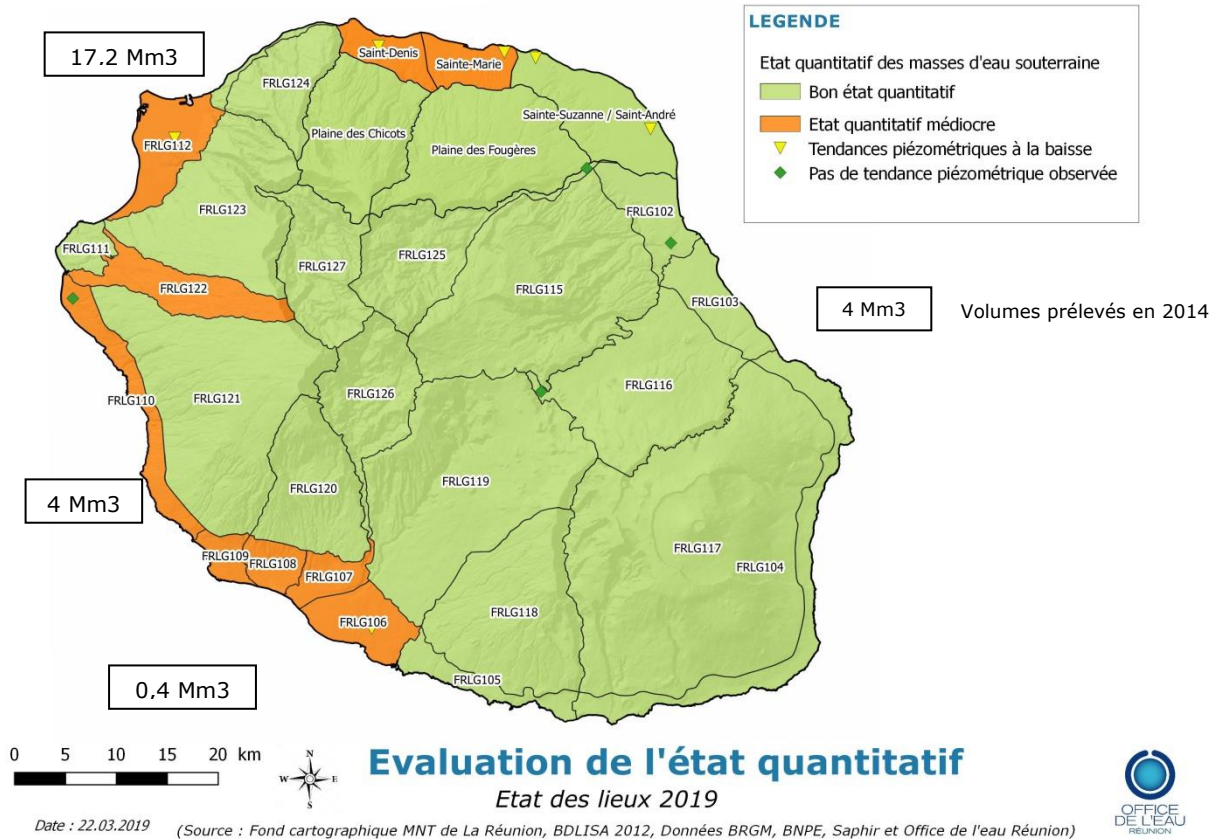 17.2 Mm3
LEGENDE
Etat quantitatif des masses d'eau souterraine
Bon état quantitatif
Etat quantitatif médiocre
Tendances piézométriques à la baisse
Pas de tendance piézométrique observée
Saint-Denis
Sainte-Marie
FRLG124
Sainte-Suzanne / Saint-André
Plaine des Chicots
Plaine des Fougères
FRLG112
FRLG123
FRLG102
FRLG111
FRLG127
FRLG125
FRLG115
FRLG122
FRLG103
4 Mm3
Volumes prélevés en 2014
FRLG110
FRLG121
FRLG126
FRLG116
4 Mm3
FRLG120
FRLG119
FRLG109
FRLG108
FRLG107
FRLG117
FRLG104
FRLG106
FRLG118
FRLG105
0,4 Mm3
0 5 10 15 20 km
N
W E
S
Evaluation de l'état quantitatif
Etat des lieux 2019
OFFICE
DE L'EAU
RÉUNION
Date : 22.03.2019
(Source : Fond cartographique MNT de La Réunion, BDLISA 2012, Données BRGM, BNPE, Saphir et Office de l'eau Réunion)